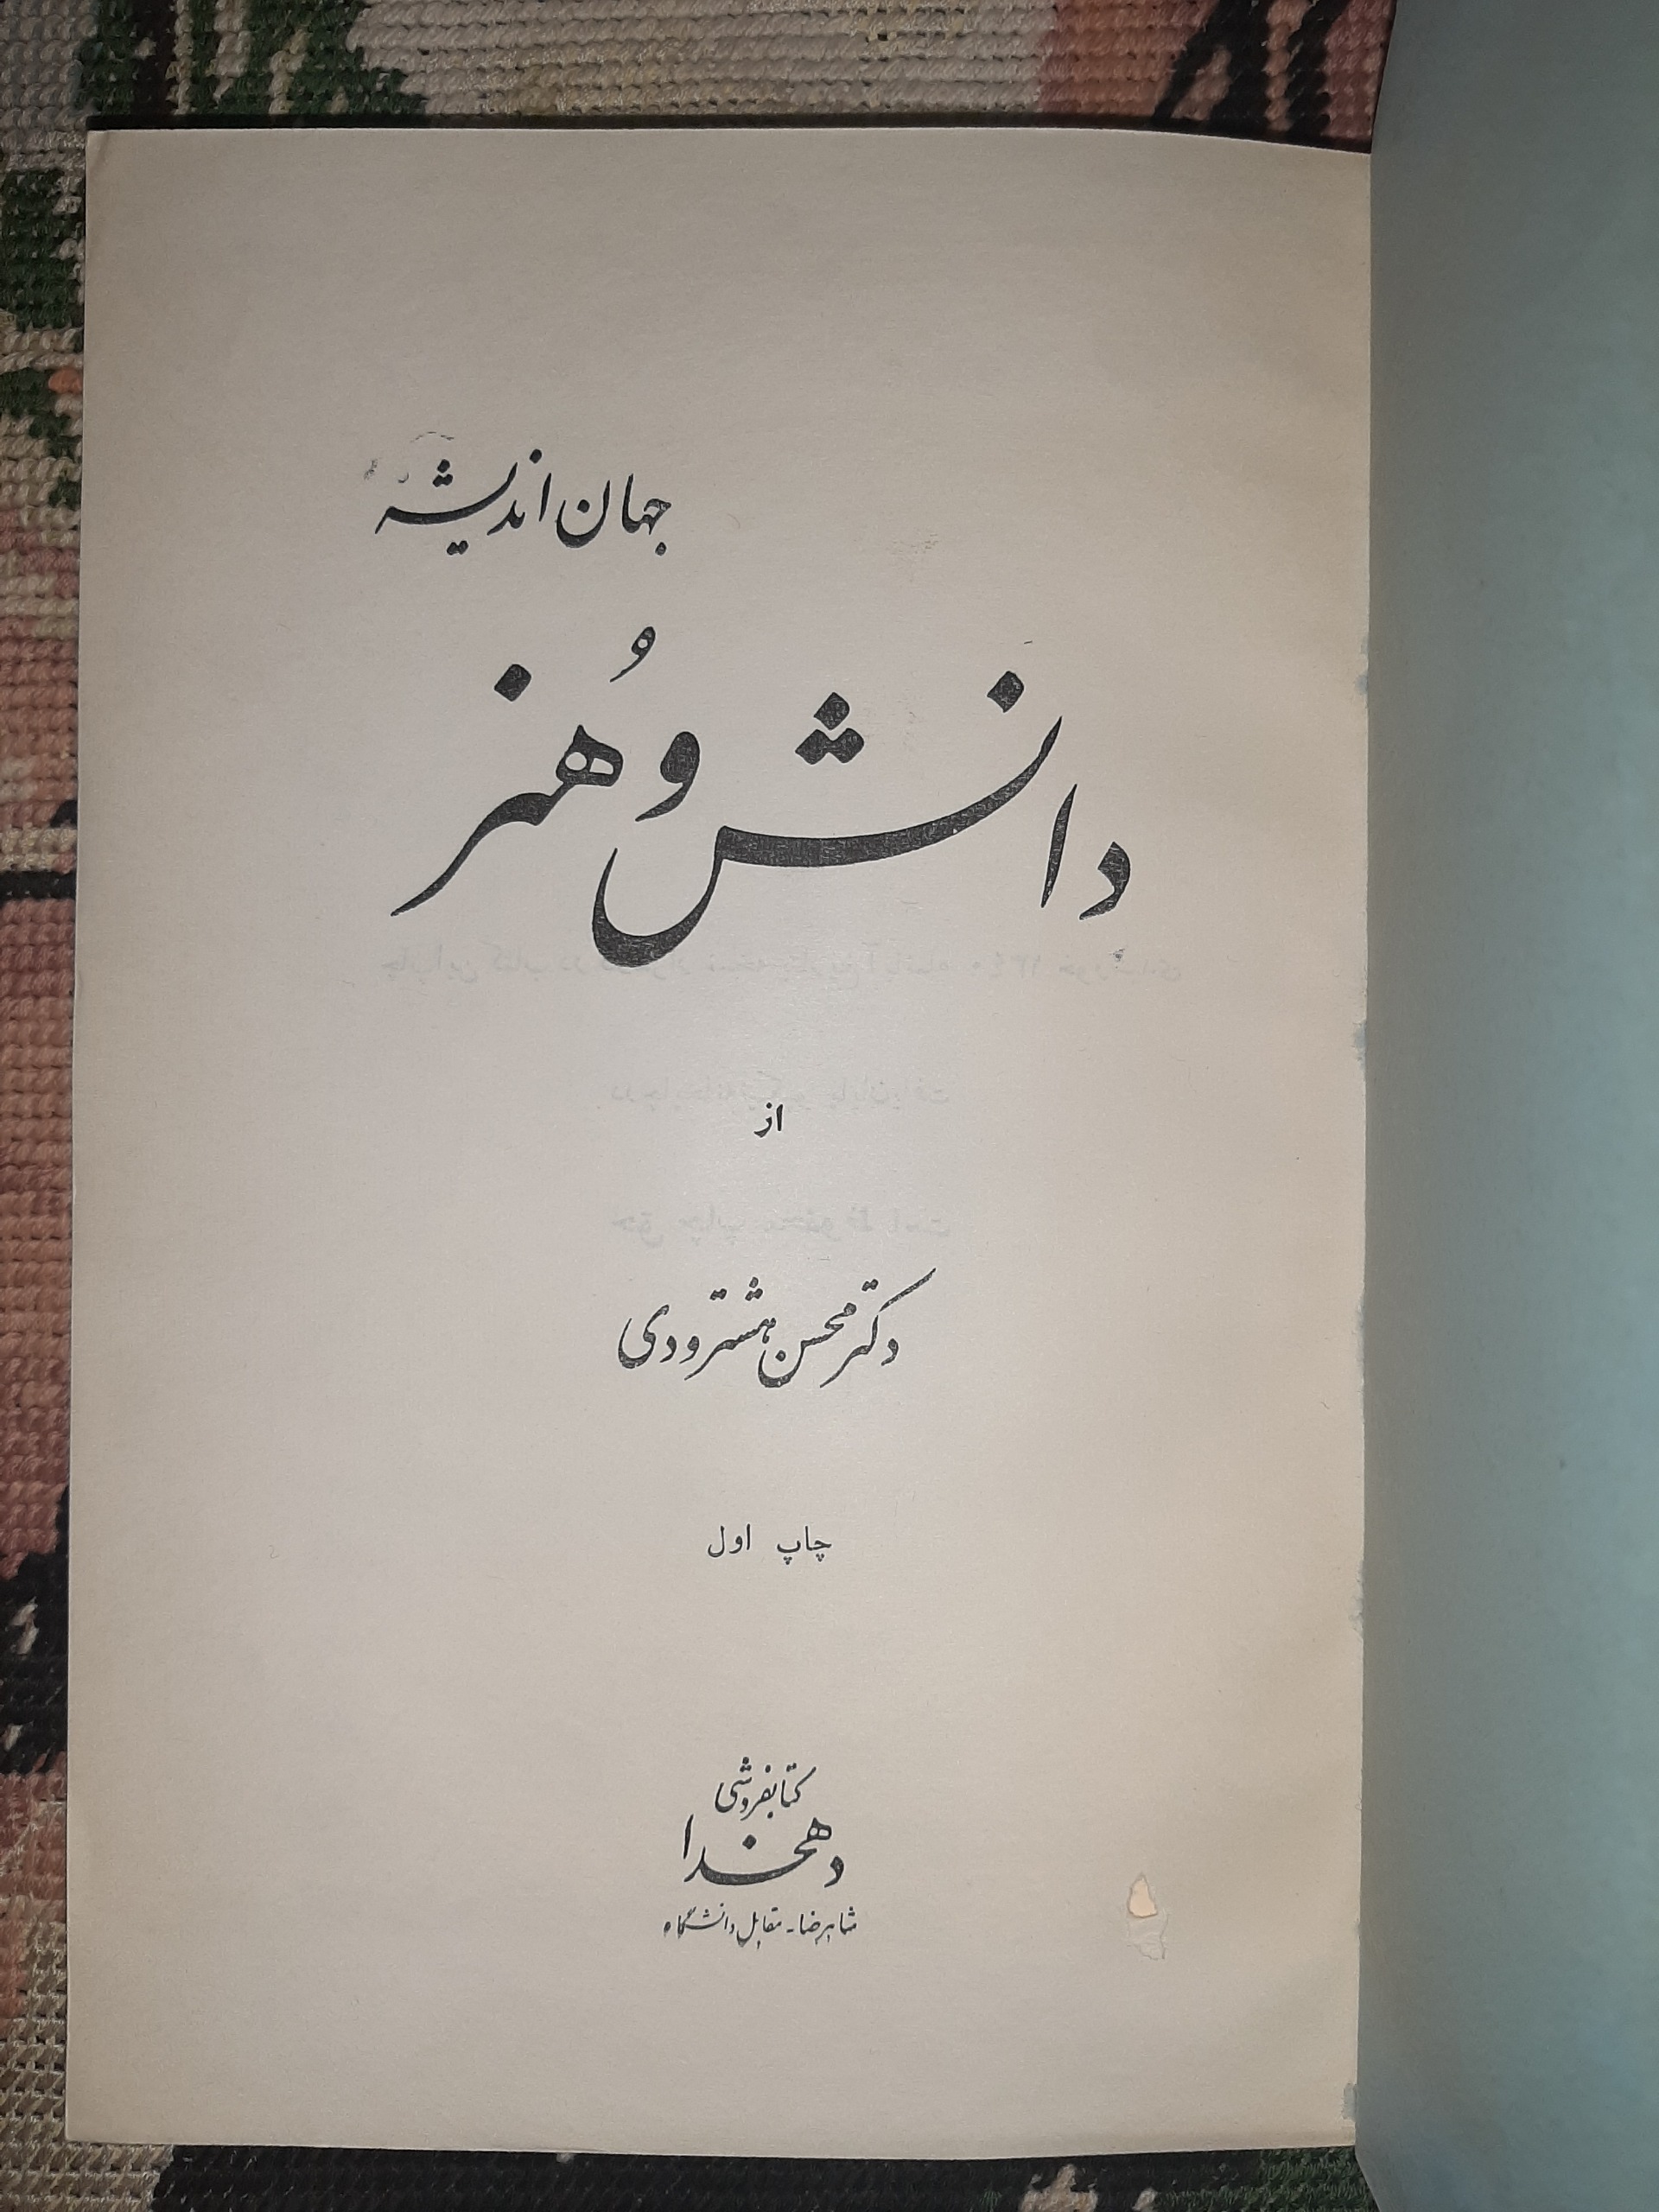 جهان اندیشه
دانش و هنر
از
دکتر محسن هشترودی
چاپ اول
کتابفروشی
دهخدا
شاهرضا - مقابل دانشگاه